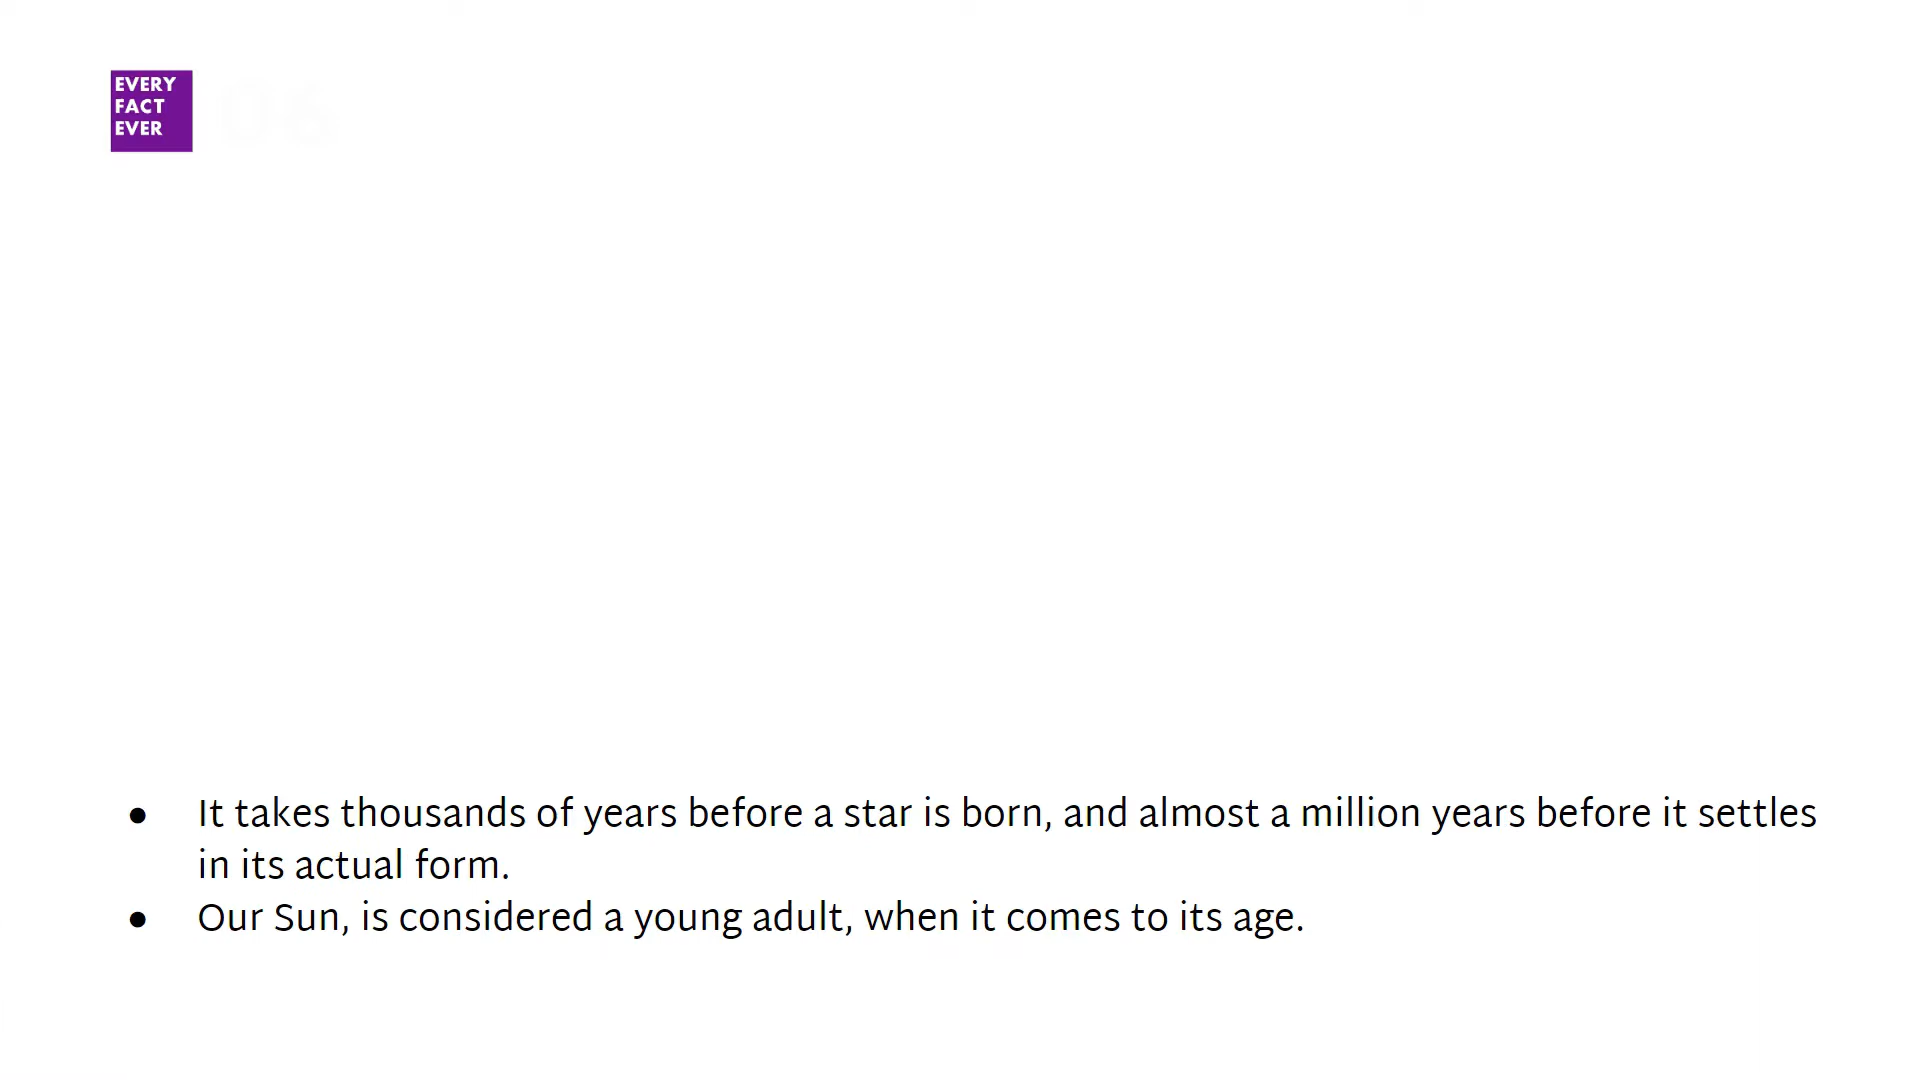 EVERY
FACT
EVER
06
● It takes thousands of years before a star is born, and almost a million years before it settles
in its actual form.
● Our Sun, is considered a young adult, when it comes to its age.